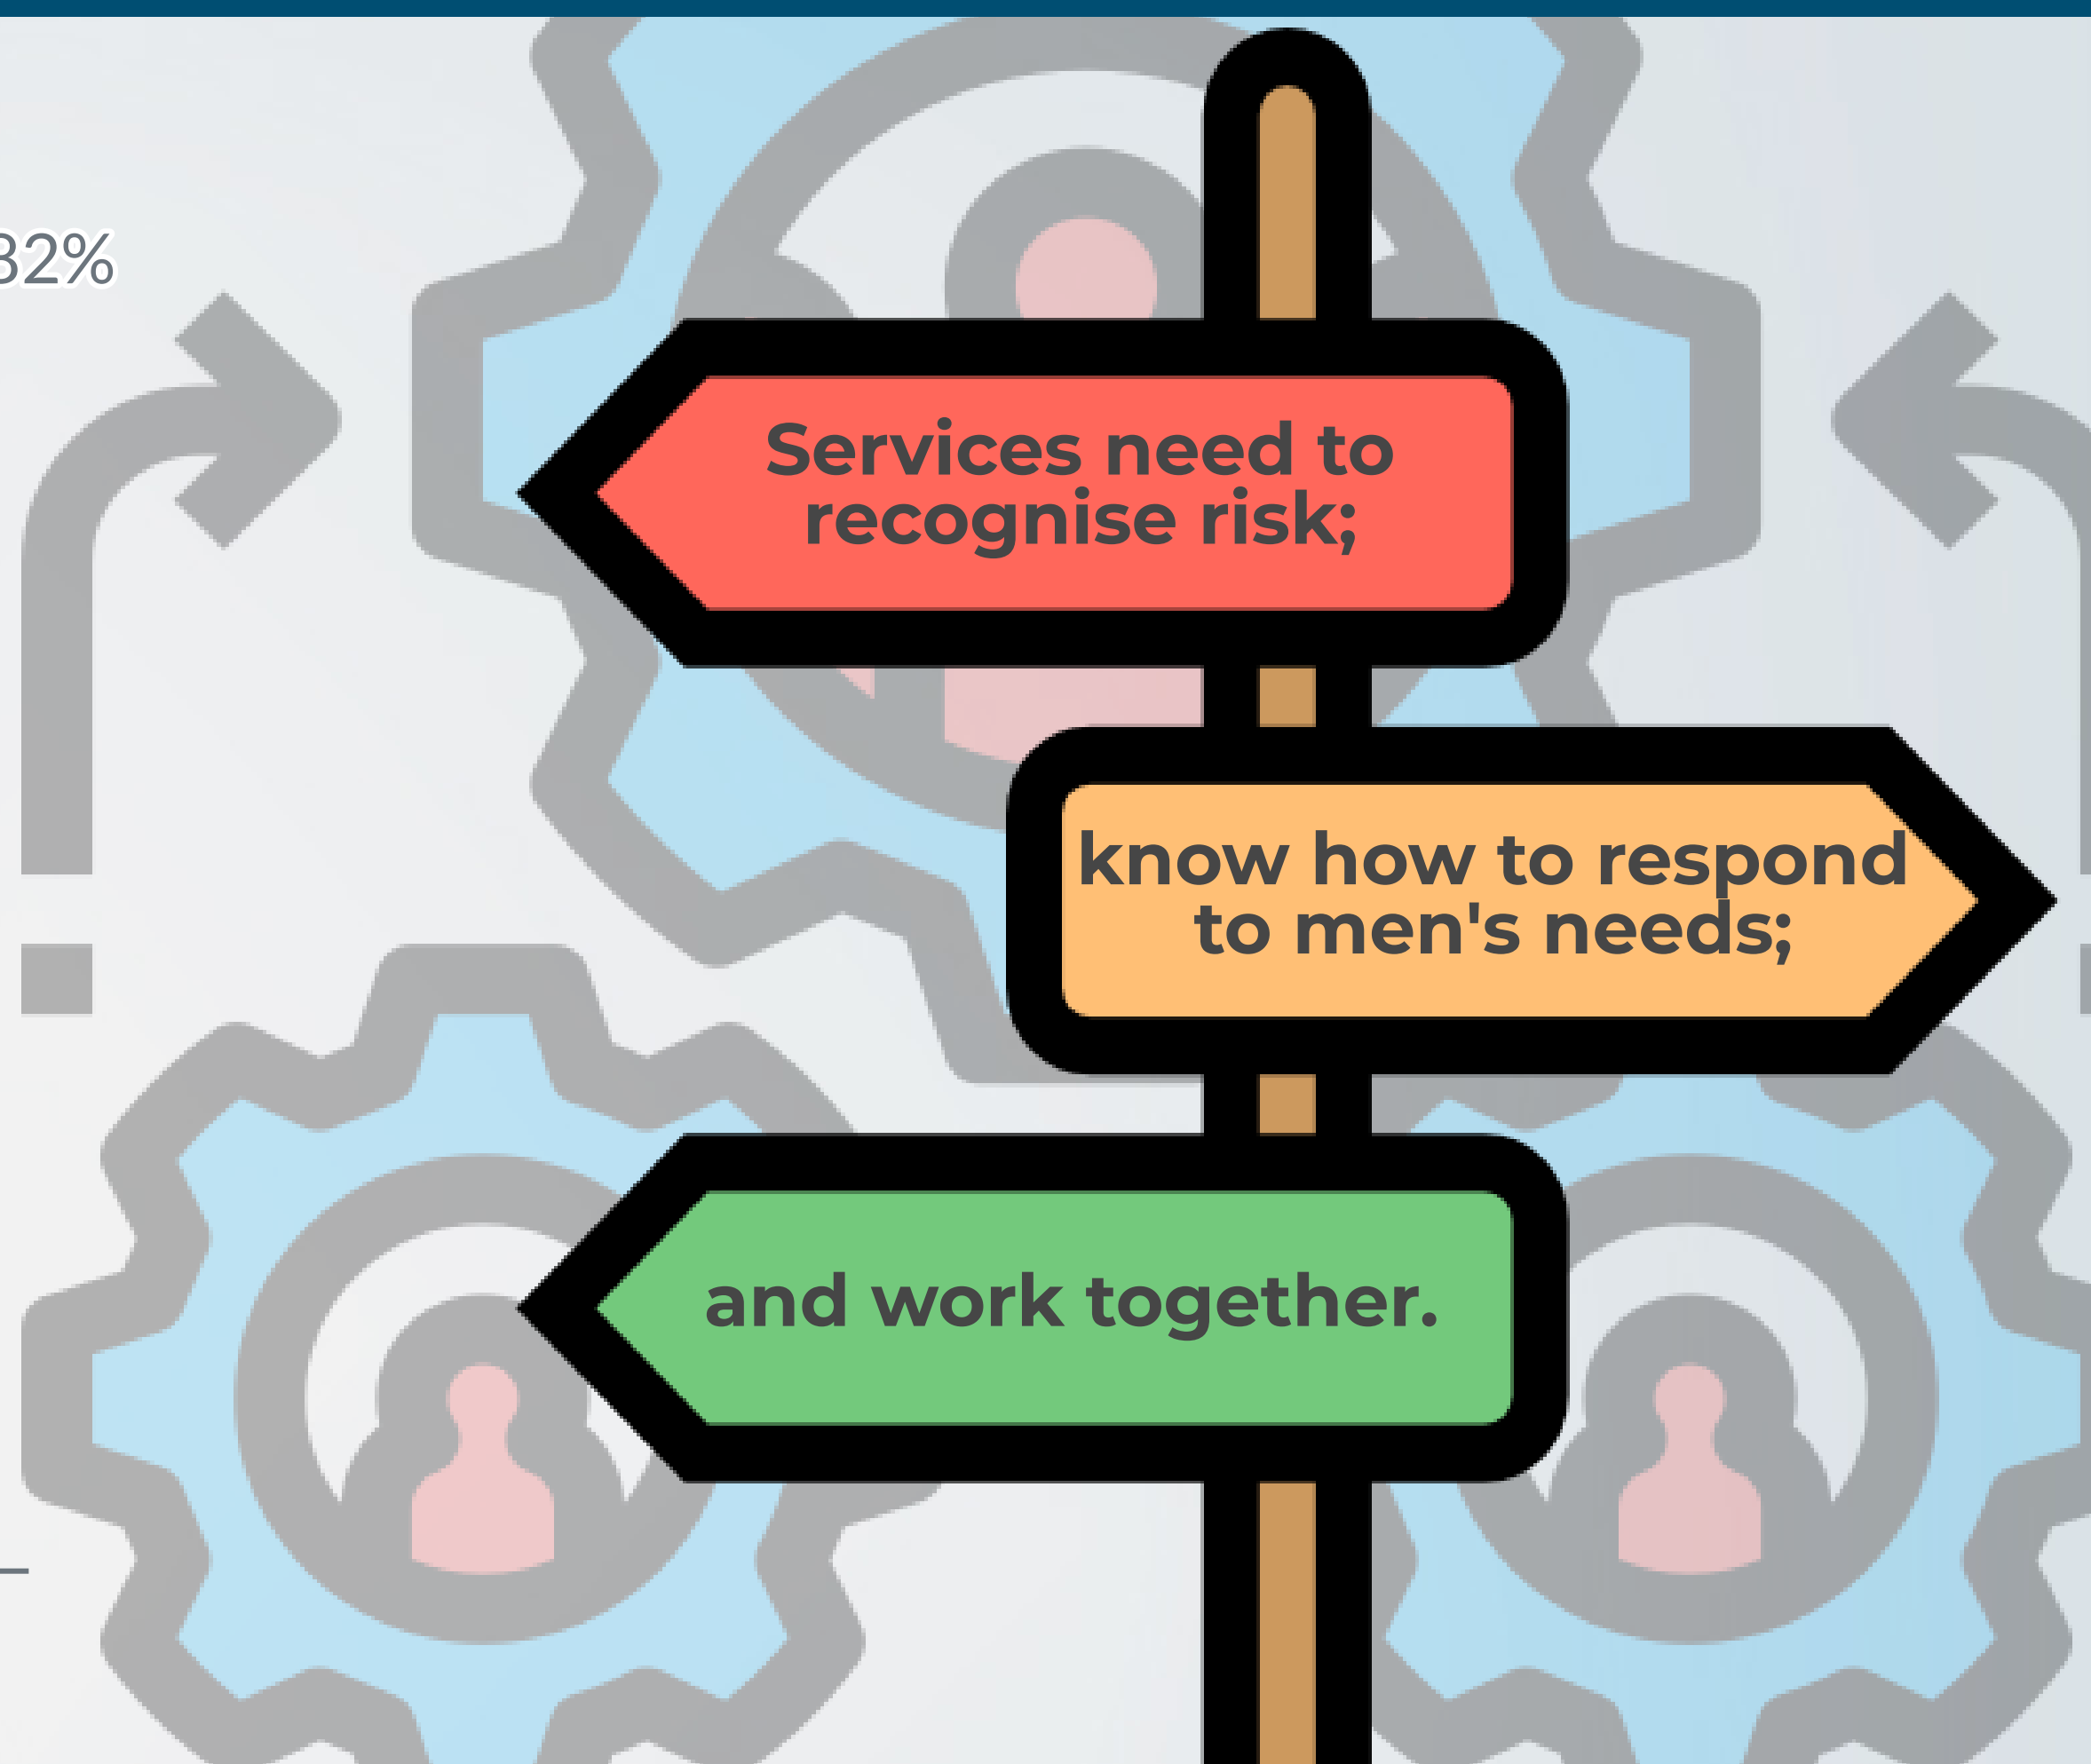 32%
Services need to
recognise risk;
know how to respond
to men's needs;
and work together.